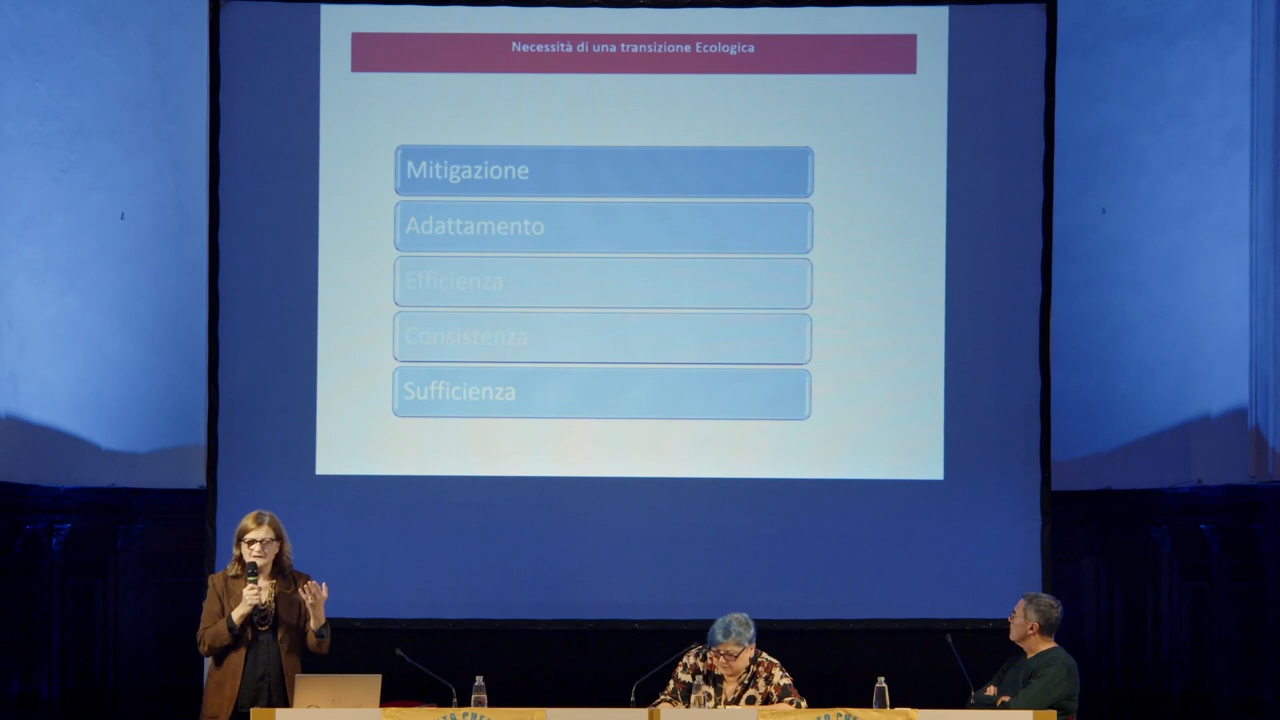 Necessità di una transizione Ecologica
Mitigazione
Adattamento
Efficienza
Consistenza
Sufficienza